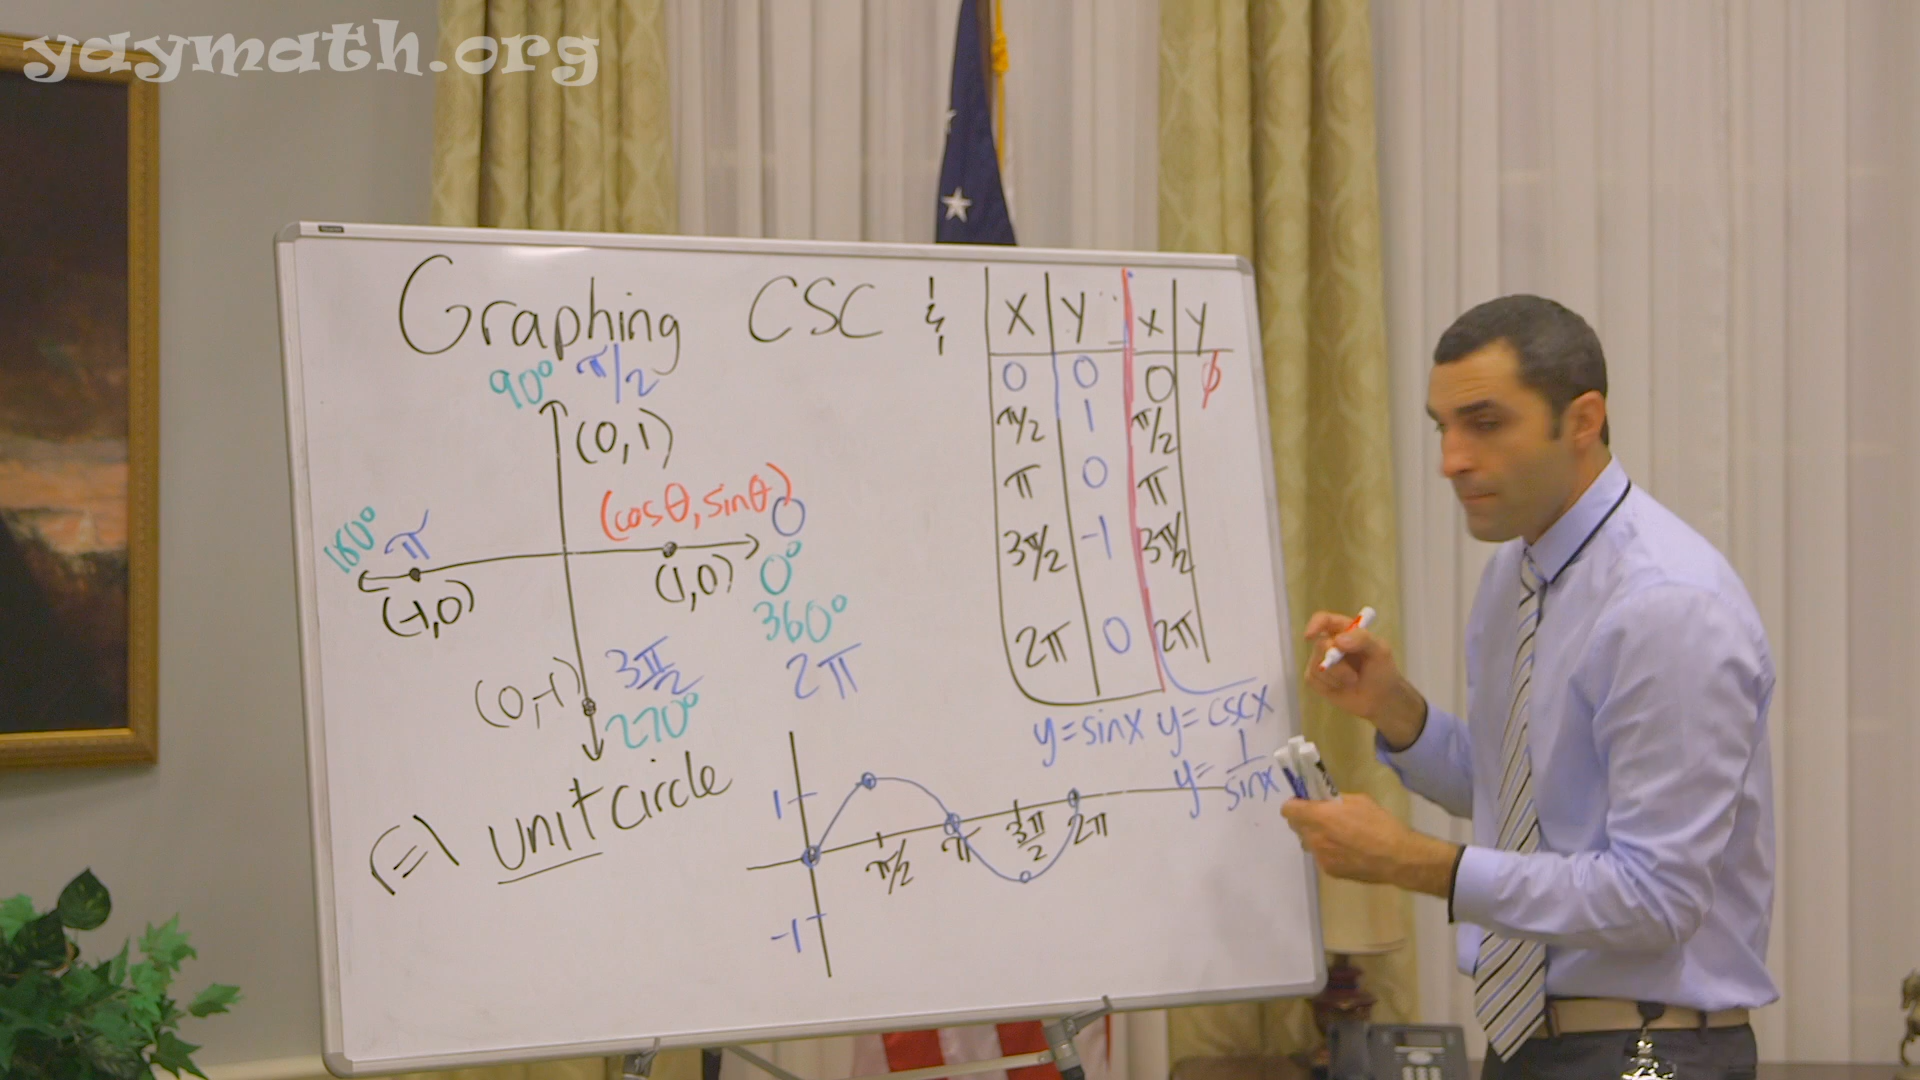 yaymath.org
Graphing CSC &
90° π/2
(0,1)
(cosθ, sinθ)
0
180° π
(-1,0)
(1,0)
0°
360°
2π
(0,-1)
3π/2
270°
r=1 unit circle
x y x y
0 0 0 ∅
π/2 1 π/2
π 0 π
3π/2 -1 3π/2
2π 0 2π
y=sinx y=cscx
y=1/sinx
1
π/2 π 3π/2 2π
-1